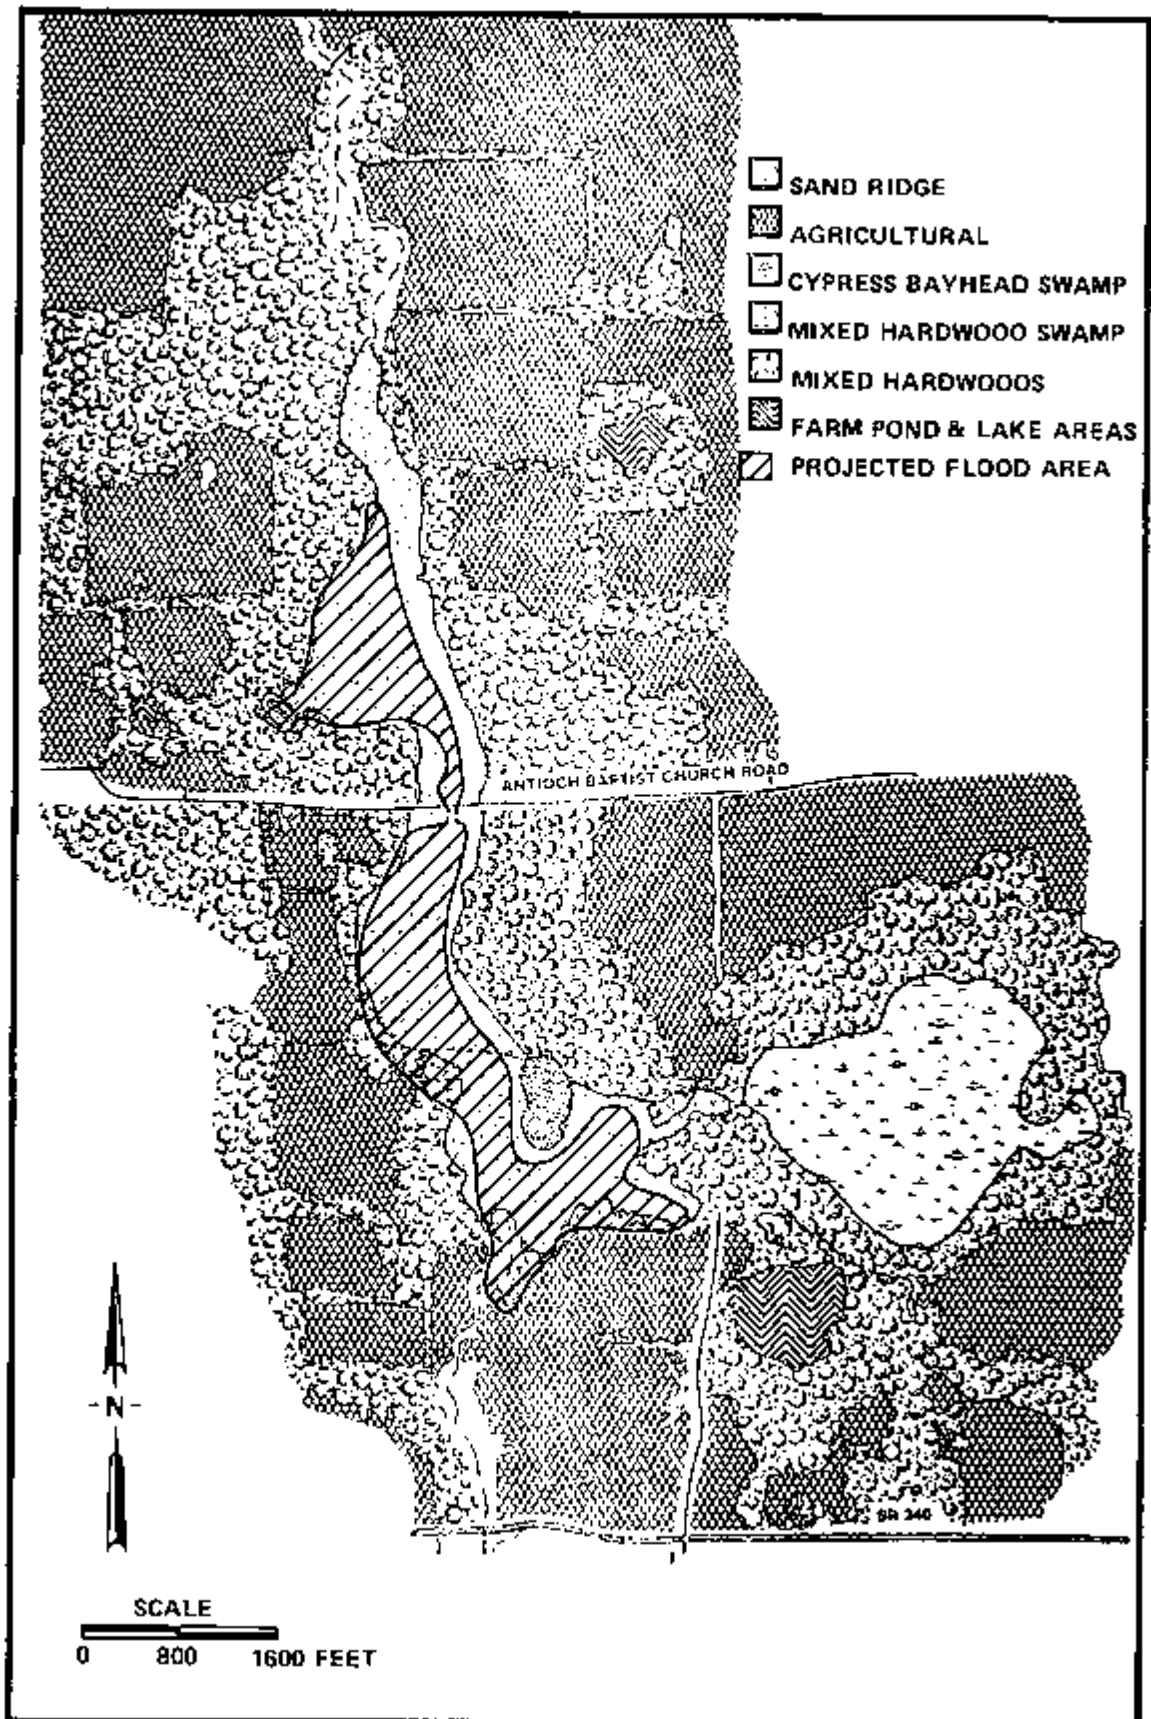 SAND RIDGE
AGRICULTURAL
CYPRESS BAYHEAD SWAMP
MIXED HARDWOOO SWAMP
MIXED HARDWOOOS
FARM POND & LAKE AREAS
PROJECTED FLOOD AREA
ANTIOCH BAPTIST CHURCH ROAD
SR 340
N
SCALE
0 800 1600 FEET